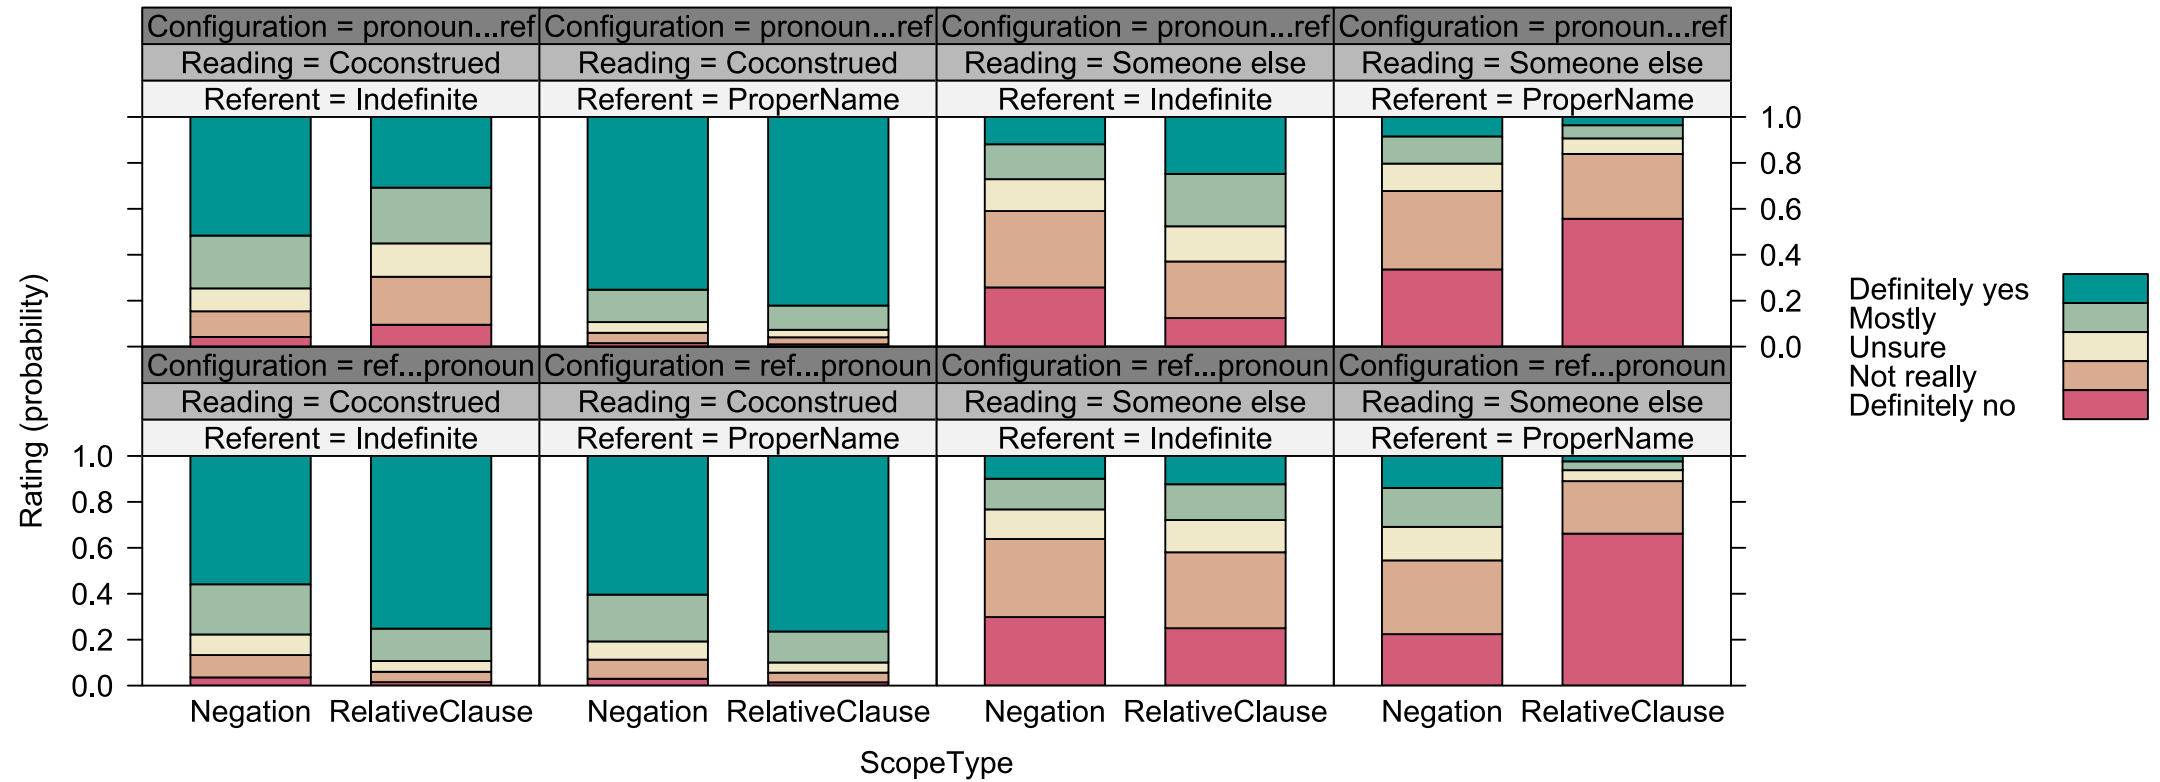 Configuration = pronoun...ref Configuration = pronoun...ref Configuration = pronoun...ref Configuration = pronoun...ref
Reading = Coconstrued Reading = Coconstrued Reading = Someone else Reading = Someone else
Referent = Indefinite Referent = ProperName Referent = Indefinite Referent = ProperName
1.0
0.8
0.6
0.4
0.2
0.0
Configuration = ref...pronoun Configuration = ref...pronoun Configuration = ref...pronoun Configuration = ref...pronoun
Reading = Coconstrued Reading = Coconstrued Reading = Someone else Reading = Someone else
Referent = Indefinite Referent = ProperName Referent = Indefinite Referent = ProperName
1.0
0.8
0.6
0.4
0.2
0.0
Rating (probability)
Negation RelativeClause Negation RelativeClause Negation RelativeClause Negation RelativeClause
ScopeType
Definitely yes
Mostly
Unsure
Not really
Definitely no